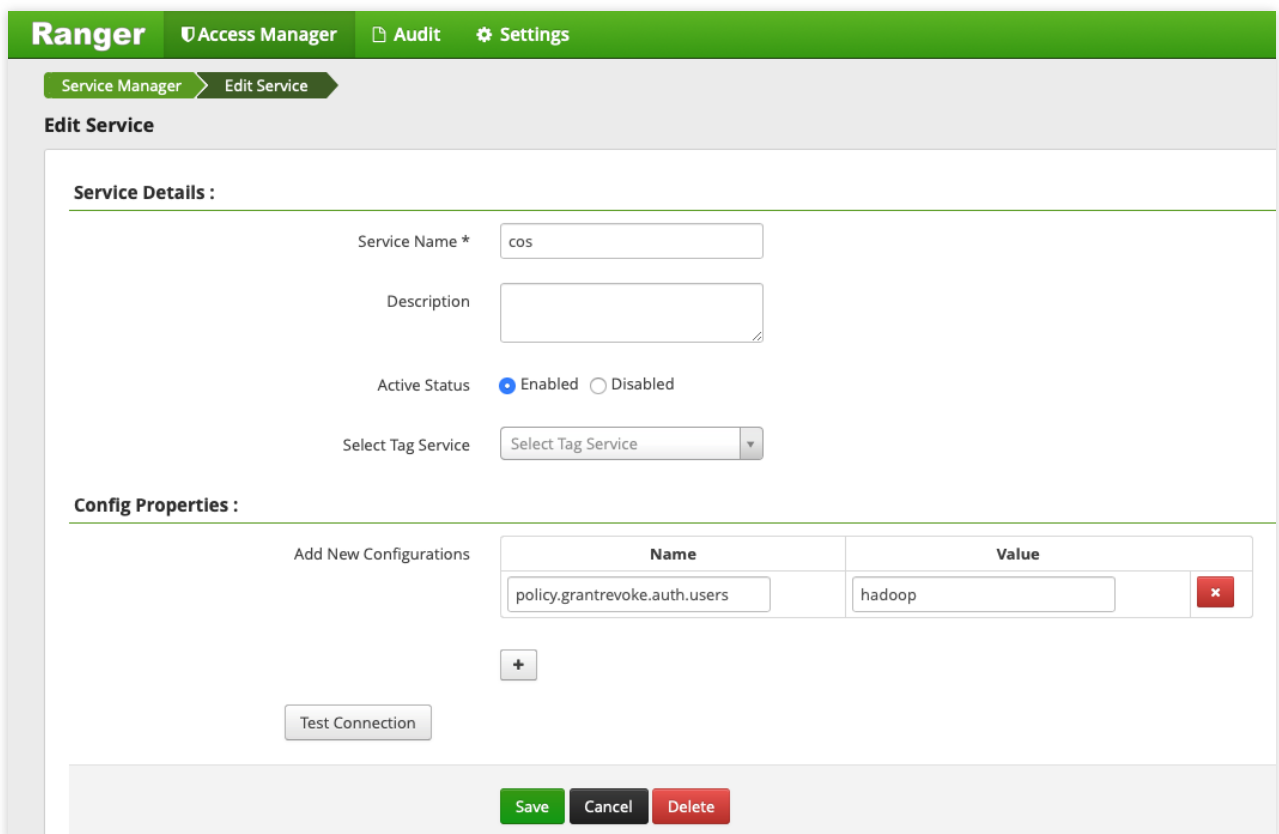 Ranger Access Manager Audit Settings
Service Manager Edit Service
Edit Service
Service Details :
Service Name * cos
Description
Active Status Enabled Disabled
Select Tag Service Select Tag Service
Config Properties :
Add New Configurations Name Value
policy.grantrevoke.auth.users hadoop
Test Connection
Save Cancel Delete